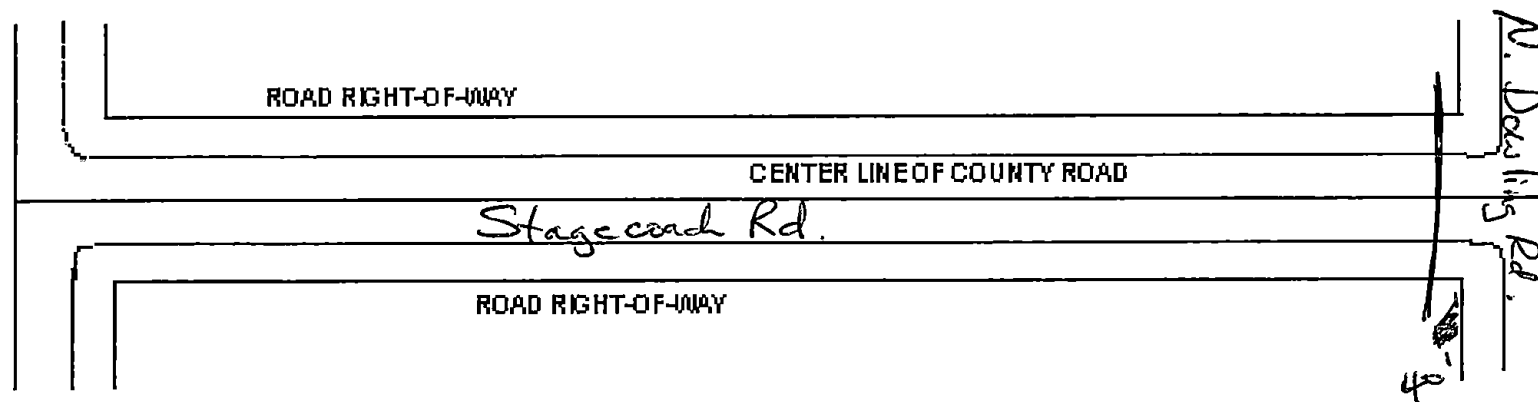 ROAD RIGHT-OF-WAY
N. Dowling Rd.
CENTER LINE OF COUNTY ROAD
Stagecoach Rd.
ROAD RIGHT-OF-WAY
40'